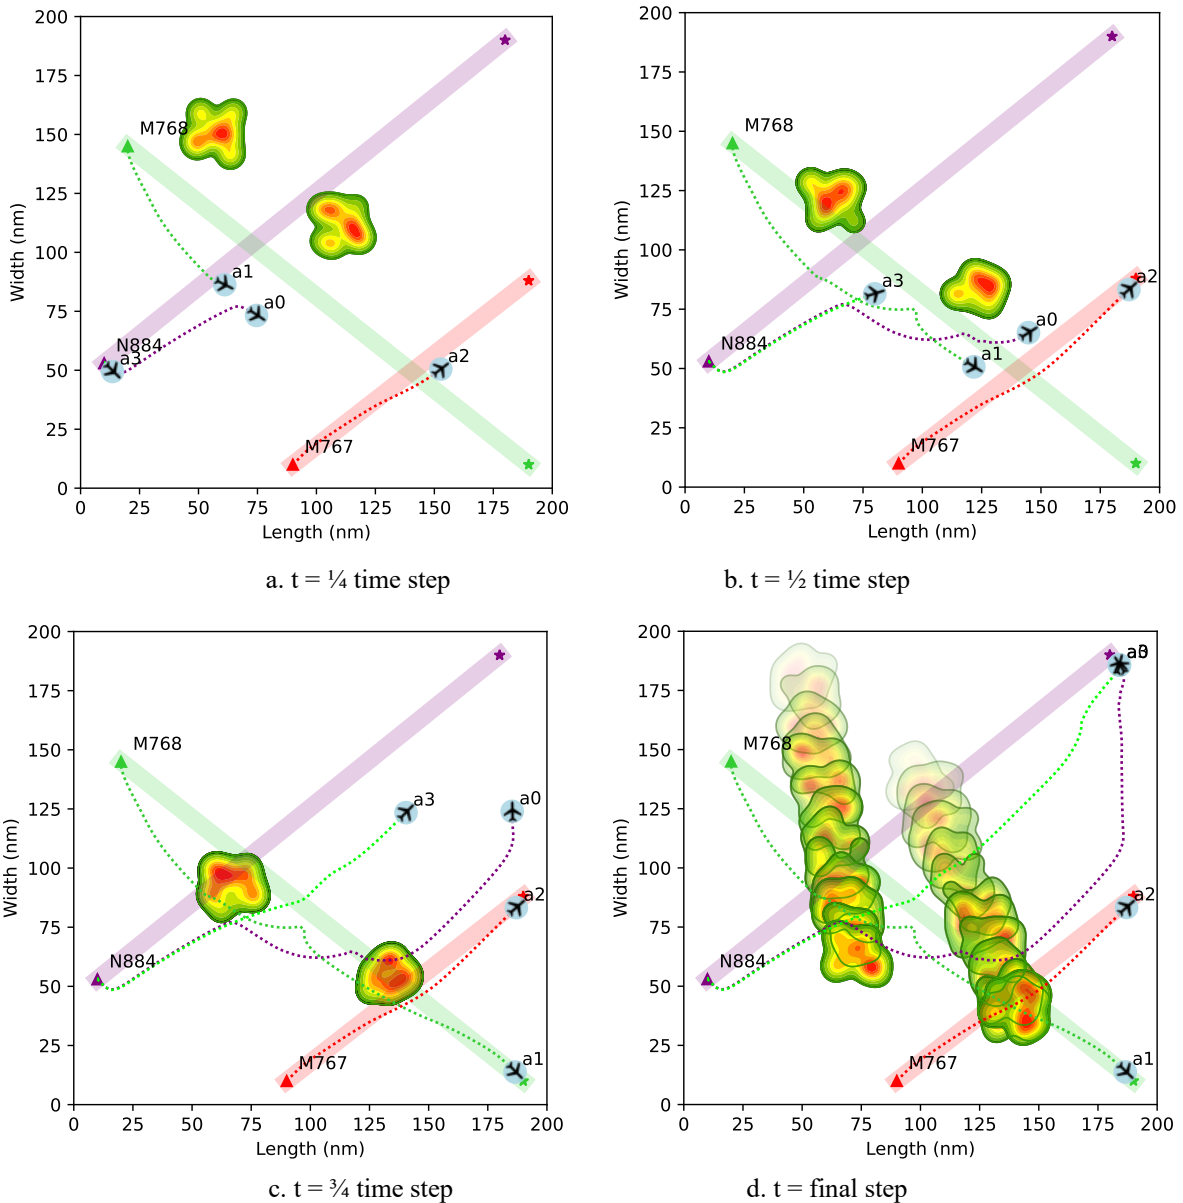 200
175
150
125
100
75
50
25
0
M768
a1
a0
N884
a3
a2
M767
0 25 50 75 100 125 150 175 200
Width (nm)
Length (nm)
a. t = ¼ time step
200
175
150
125
100
75
50
25
0
M768
a3
a2
a0
N884
a1
M767
0 25 50 75 100 125 150 175 200
Width (nm)
Length (nm)
b. t = ½ time step
200
175
150
125
100
75
50
25
0
M768
a3
a0
a2
N884
M767
a1
0 25 50 75 100 125 150 175 200
Width (nm)
Length (nm)
c. t = ¾ time step
200
175
150
125
100
75
50
25
0
M768
a2
N884
M767
a1
0 25 50 75 100 125 150 175 200
Width (nm)
Length (nm)
d. t = final step